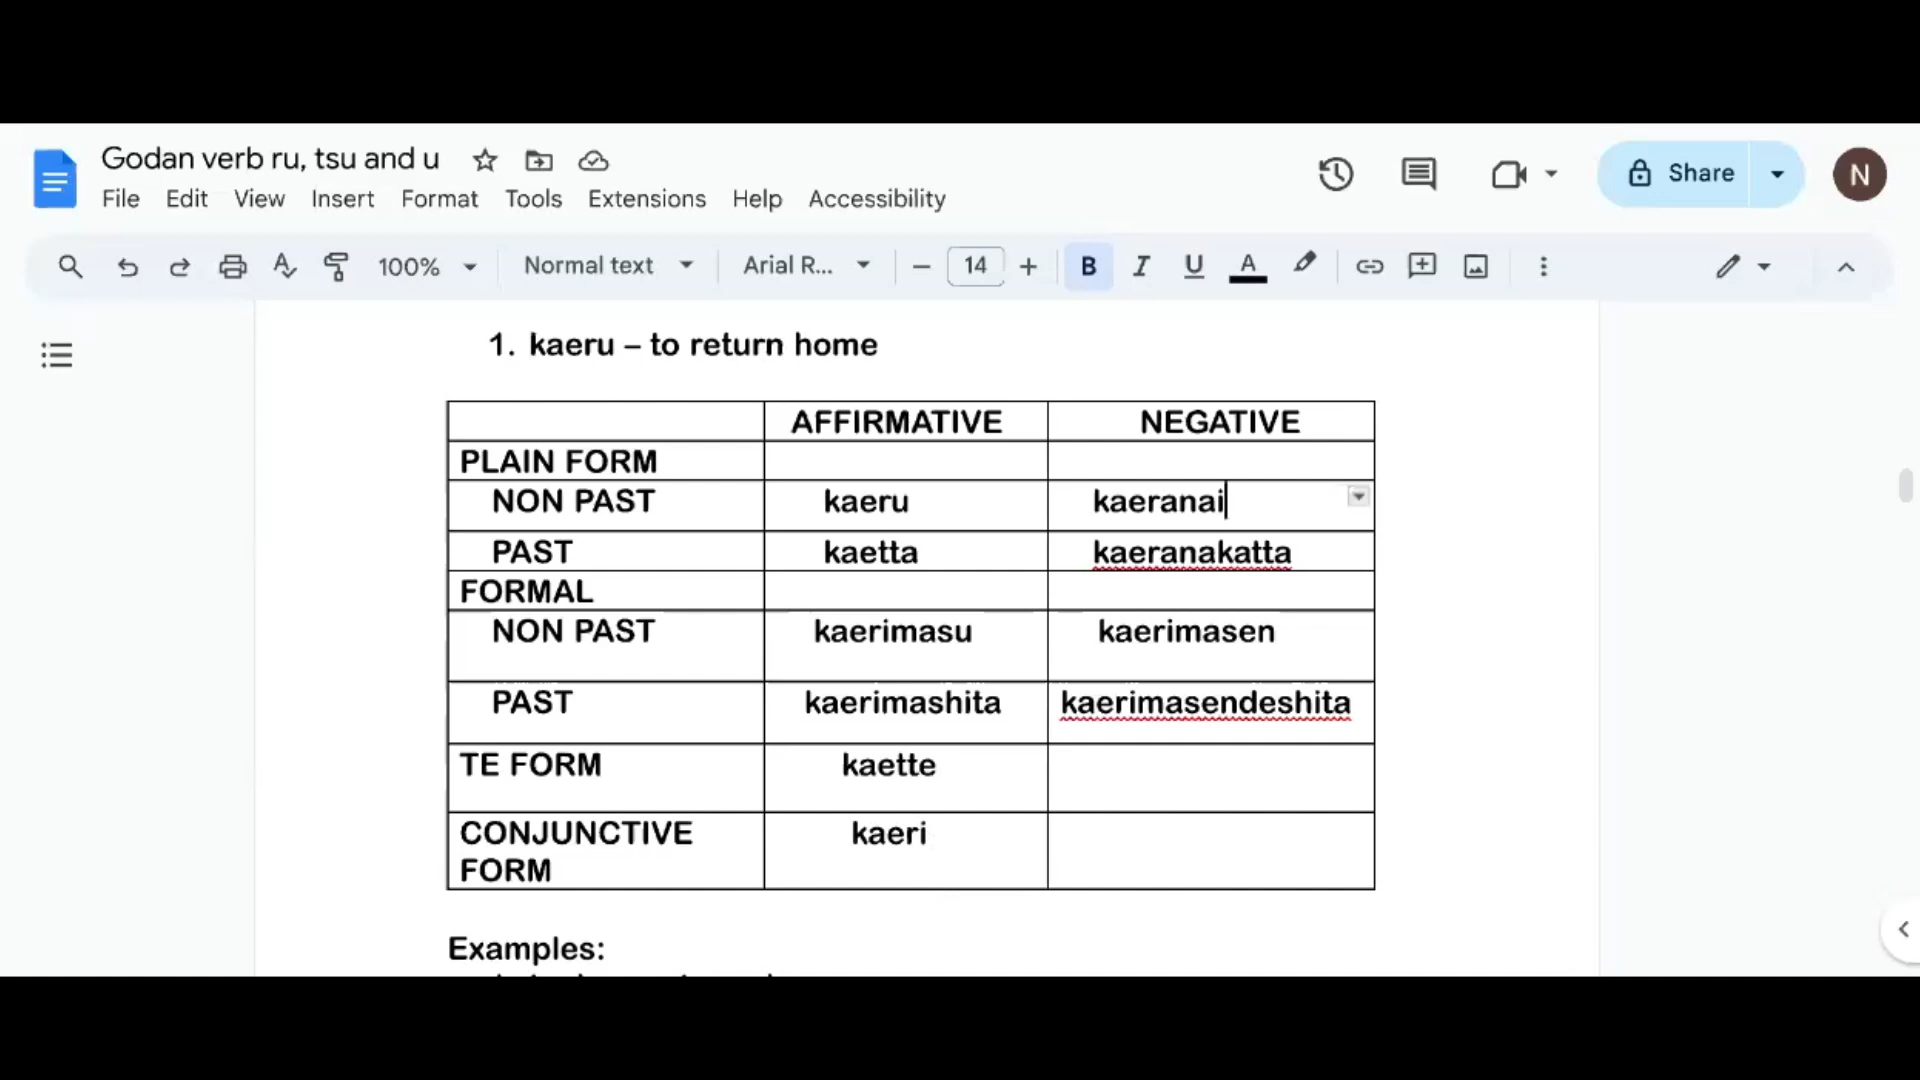 Godan verb ru, tsu and u
File Edit View Insert Format Tools Extensions Help Accessibility
Share
N
100% Normal text Arial R... 14 B I U A
1. kaeru – to return home
AFFIRMATIVE NEGATIVE
PLAIN FORM
NON PAST kaeru kaeranai
PAST kaetta kaeranakatta
FORMAL
NON PAST kaerimasu kaerimasen
PAST kaerimashita kaerimasendeshita
TE FORM kaette
CONJUNCTIVE kaeri
FORM
Examples: